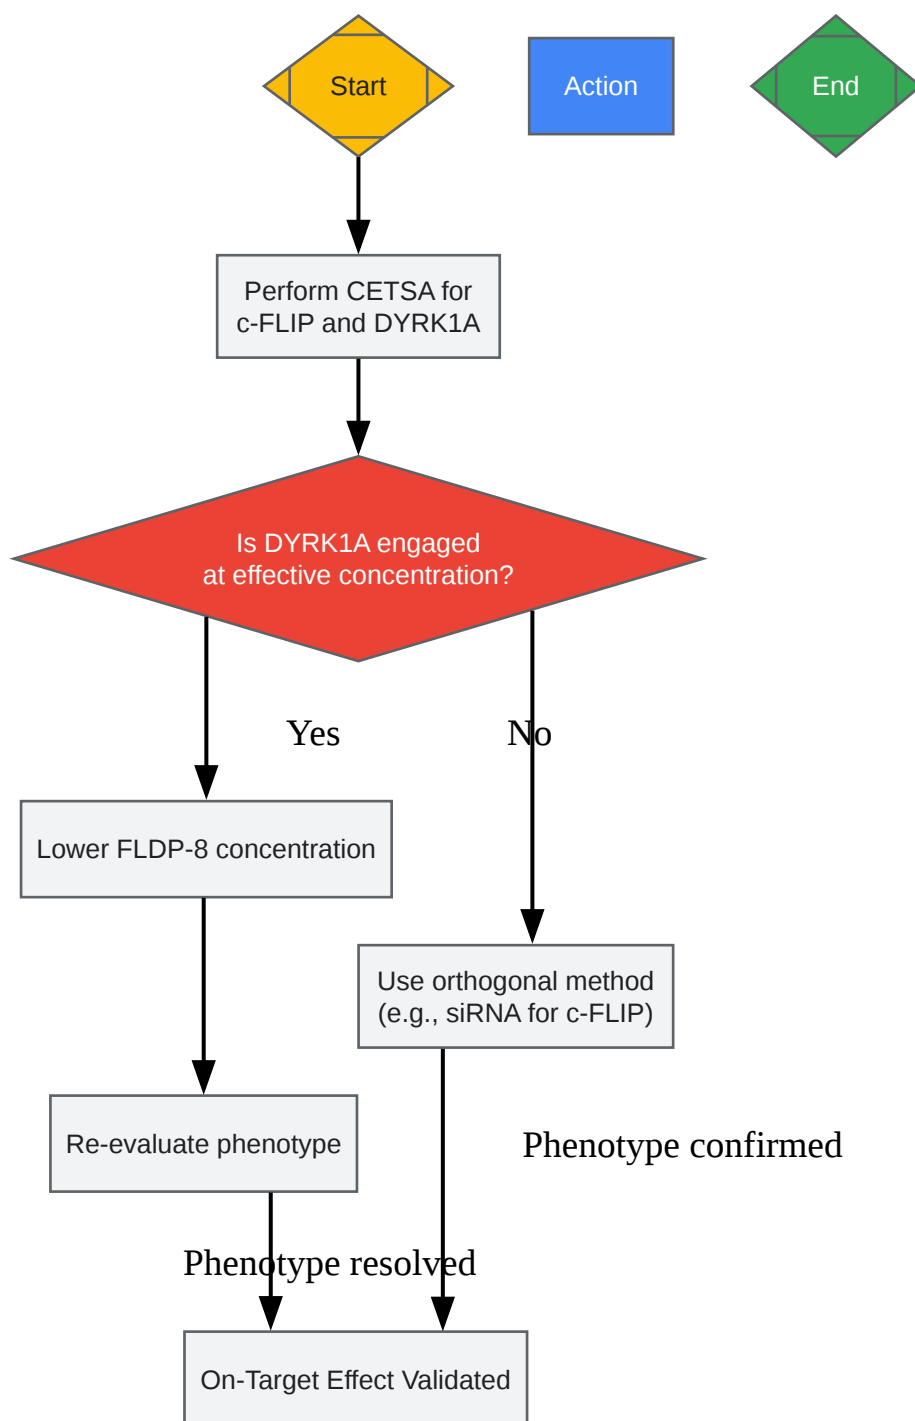 Start
Action
End
Perform CETSA for
c-FLIP and DYRK1A
Is DYRK1A engaged
at effective concentration?
Yes
No
Lower FLDP-8 concentration
Use orthogonal method
(e.g., siRNA for c-FLIP)
Re-evaluate phenotype
Phenotype confirmed
Phenotype resolved
On-Target Effect Validated